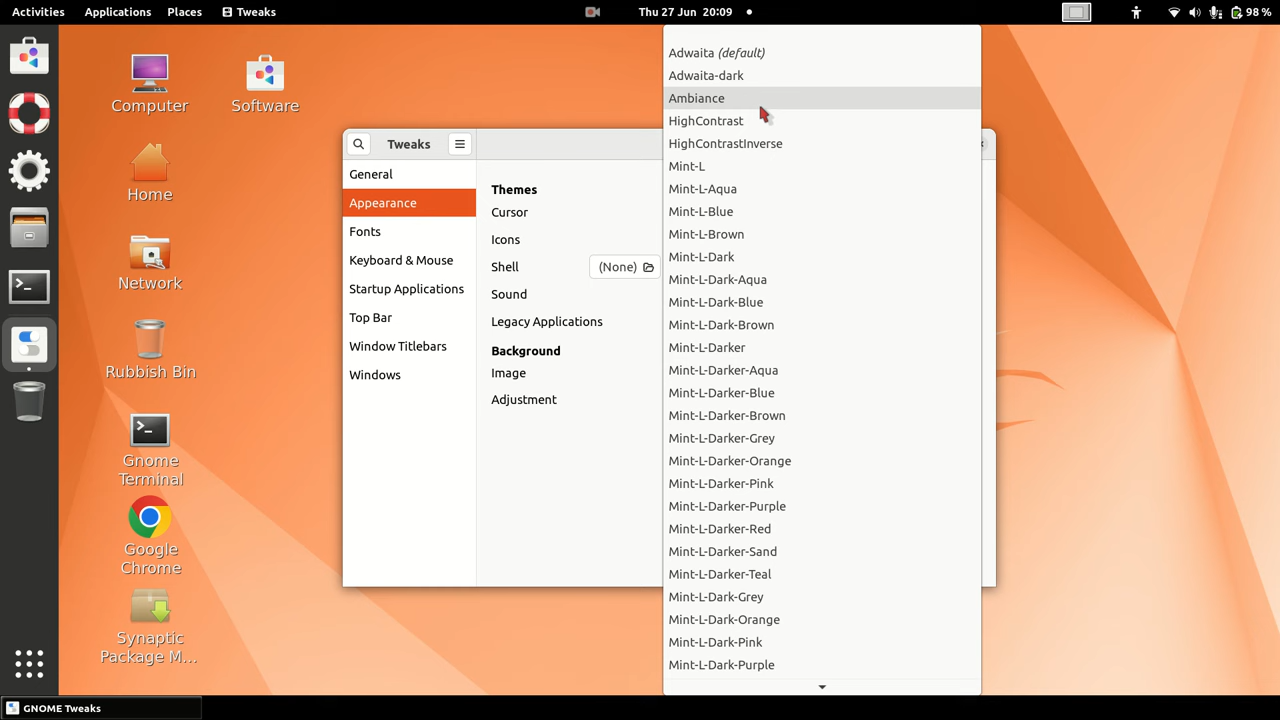 Activities
Applications
Places
Tweaks
Thu 27 Jun 20:09
98 %
Computer
Software
Home
Network
Rubbish Bin
Gnome
Terminal
Google
Chrome
Synaptic
Package M...
Tweaks
General
Appearance
Fonts
Keyboard & Mouse
Startup Applications
Top Bar
Window Titlebars
Windows
Themes
Cursor
Icons
Shell
(None)
Sound
Legacy Applications
Background
Image
Adjustment
Adwaita (default)
Adwaita-dark
Ambiance
HighContrast
HighContrastInverse
Mint-L
Mint-L-Aqua
Mint-L-Blue
Mint-L-Brown
Mint-L-Dark
Mint-L-Dark-Aqua
Mint-L-Dark-Blue
Mint-L-Dark-Brown
Mint-L-Darker
Mint-L-Darker-Aqua
Mint-L-Darker-Blue
Mint-L-Darker-Brown
Mint-L-Darker-Grey
Mint-L-Darker-Orange
Mint-L-Darker-Pink
Mint-L-Darker-Purple
Mint-L-Darker-Red
Mint-L-Darker-Sand
Mint-L-Darker-Teal
Mint-L-Dark-Grey
Mint-L-Dark-Orange
Mint-L-Dark-Pink
Mint-L-Dark-Purple
GNOME Tweaks